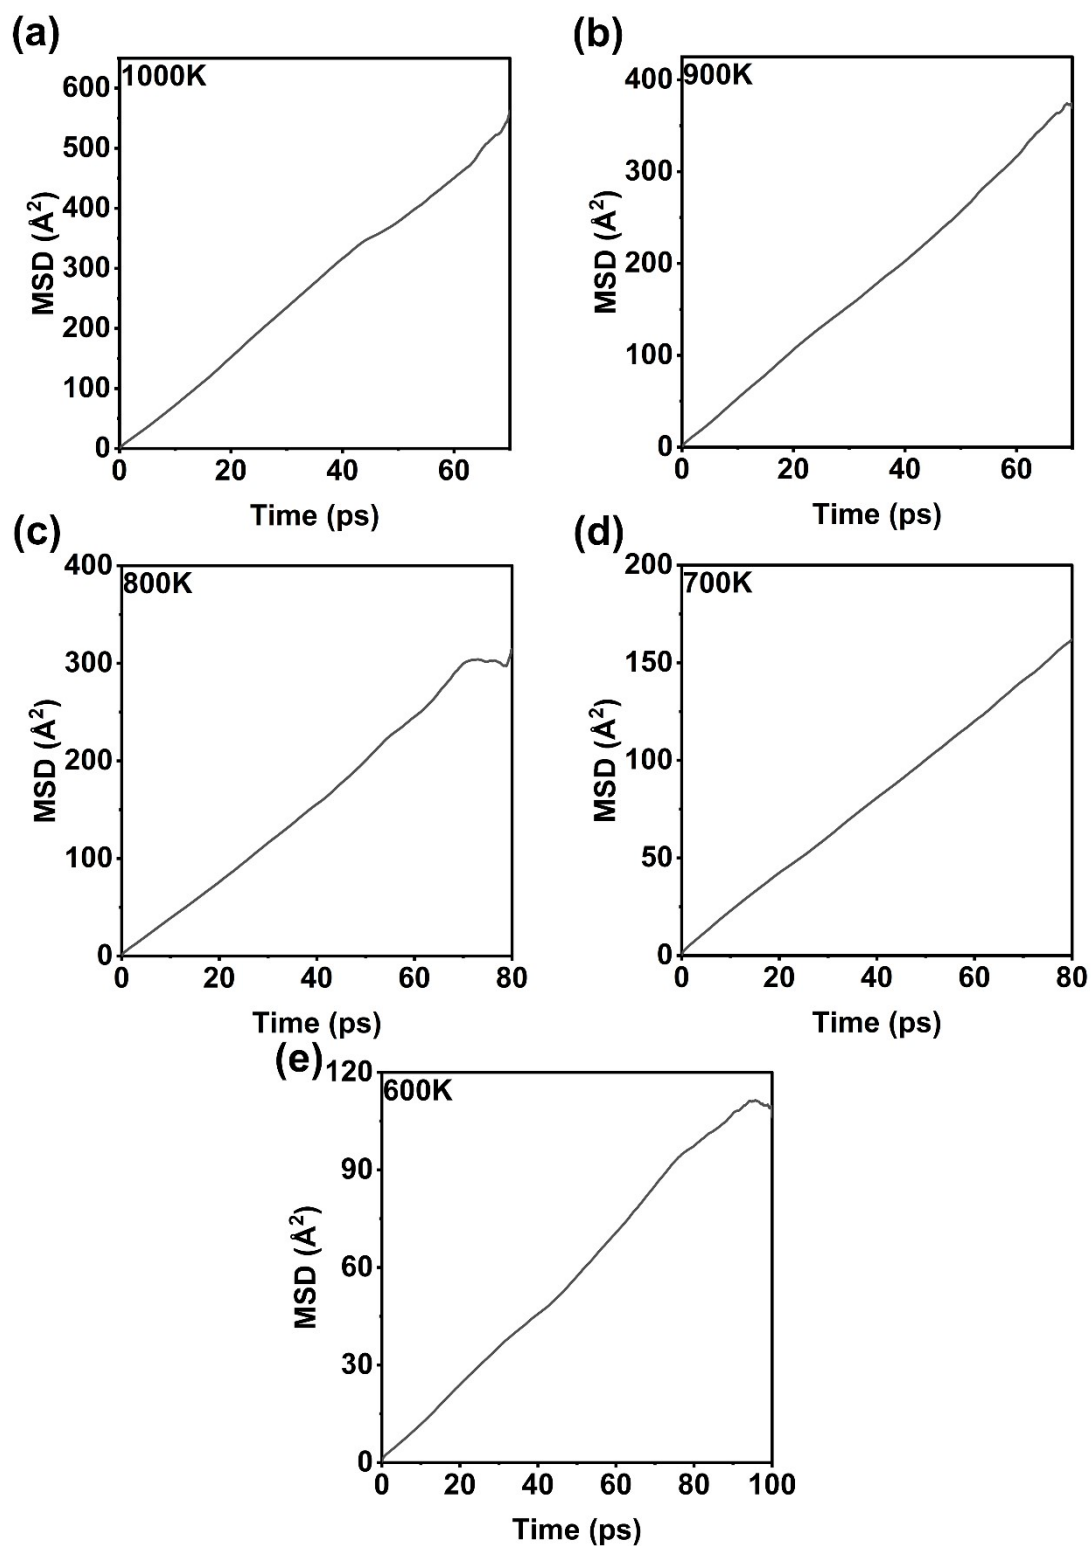 (a)
1000K
600
500
400
300
200
100
0
MSD (Å²)
0 20 40 60
Time (ps)
(b)
900K
400
300
200
100
0
MSD (Å²)
0 20 40 60
Time (ps)
(c)
800K
400
300
200
100
0
MSD (Å²)
0 20 40 60 80
Time (ps)
(d)
700K
200
150
100
50
0
MSD (Å²)
0 20 40 60 80
Time (ps)
(e)
600K
120
90
60
30
0
MSD (Å²)
0 20 40 60 80 100
Time (ps)